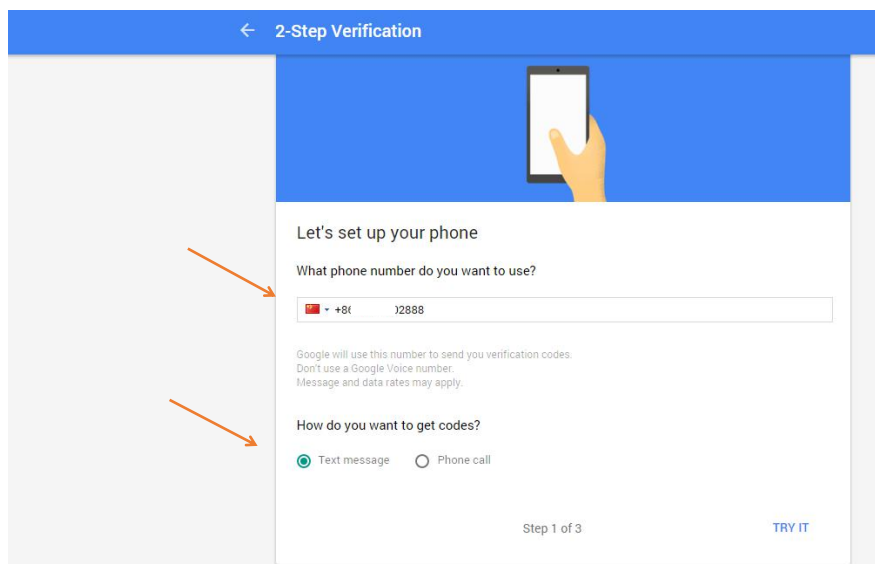 2-Step Verification
Let's set up your phone
What phone number do you want to use?
+86 02888
Google will use this number to send you verification codes.
Don't use a Google Voice number.
Message and data rates may apply.
How do you want to get codes?
Text message Phone call
Step 1 of 3 TRY IT